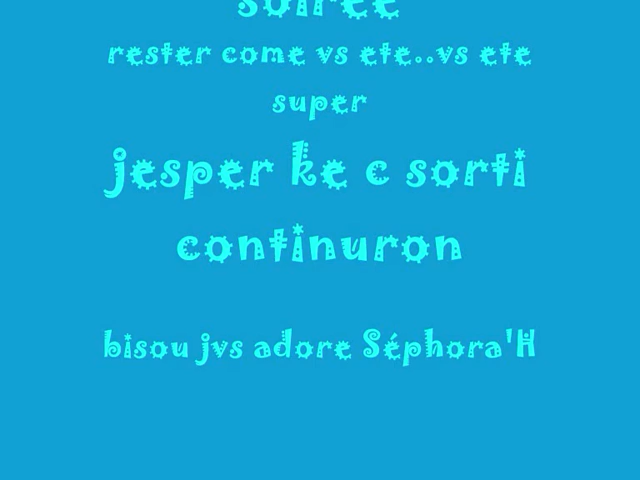 soirée
rester come vs ete..vs ete
super
jesper ke c sorti
continuron
bisou jvs adore Séphora'H